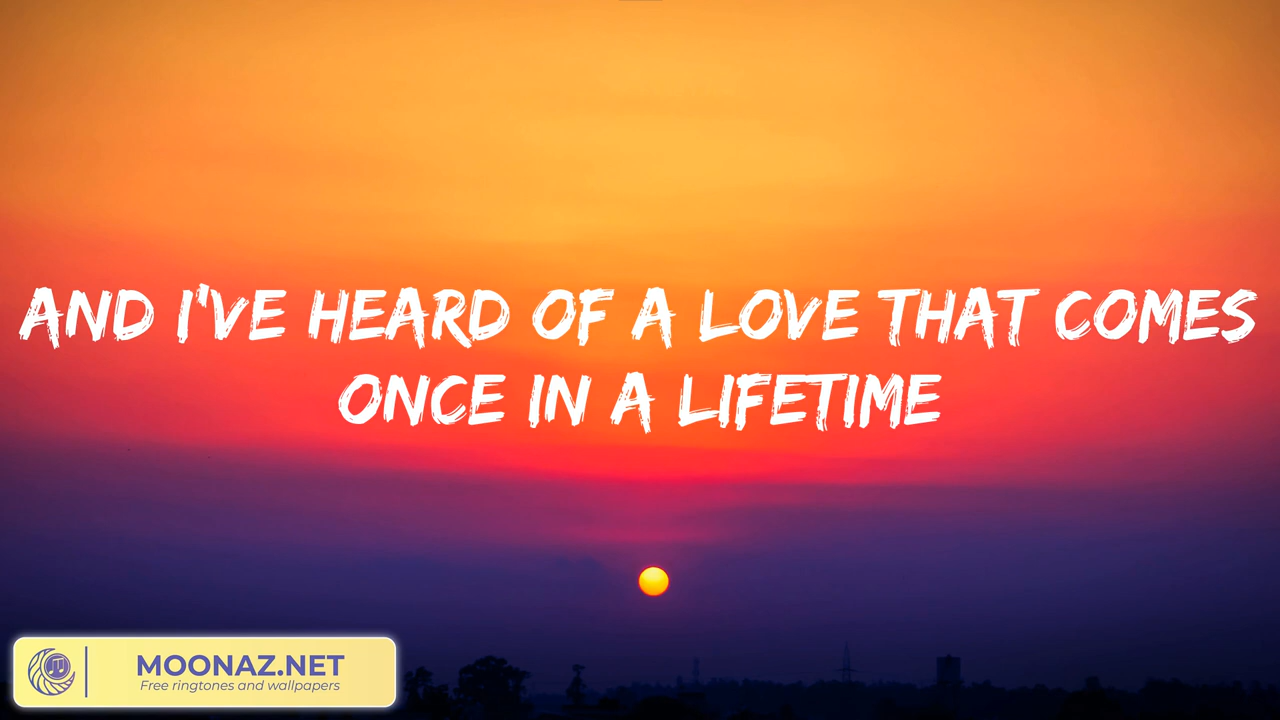 AND I'VE HEARD OF A LOVE THAT COMES
ONCE IN A LIFETIME
MOONAZ.NET
Free ringtones and wallpapers